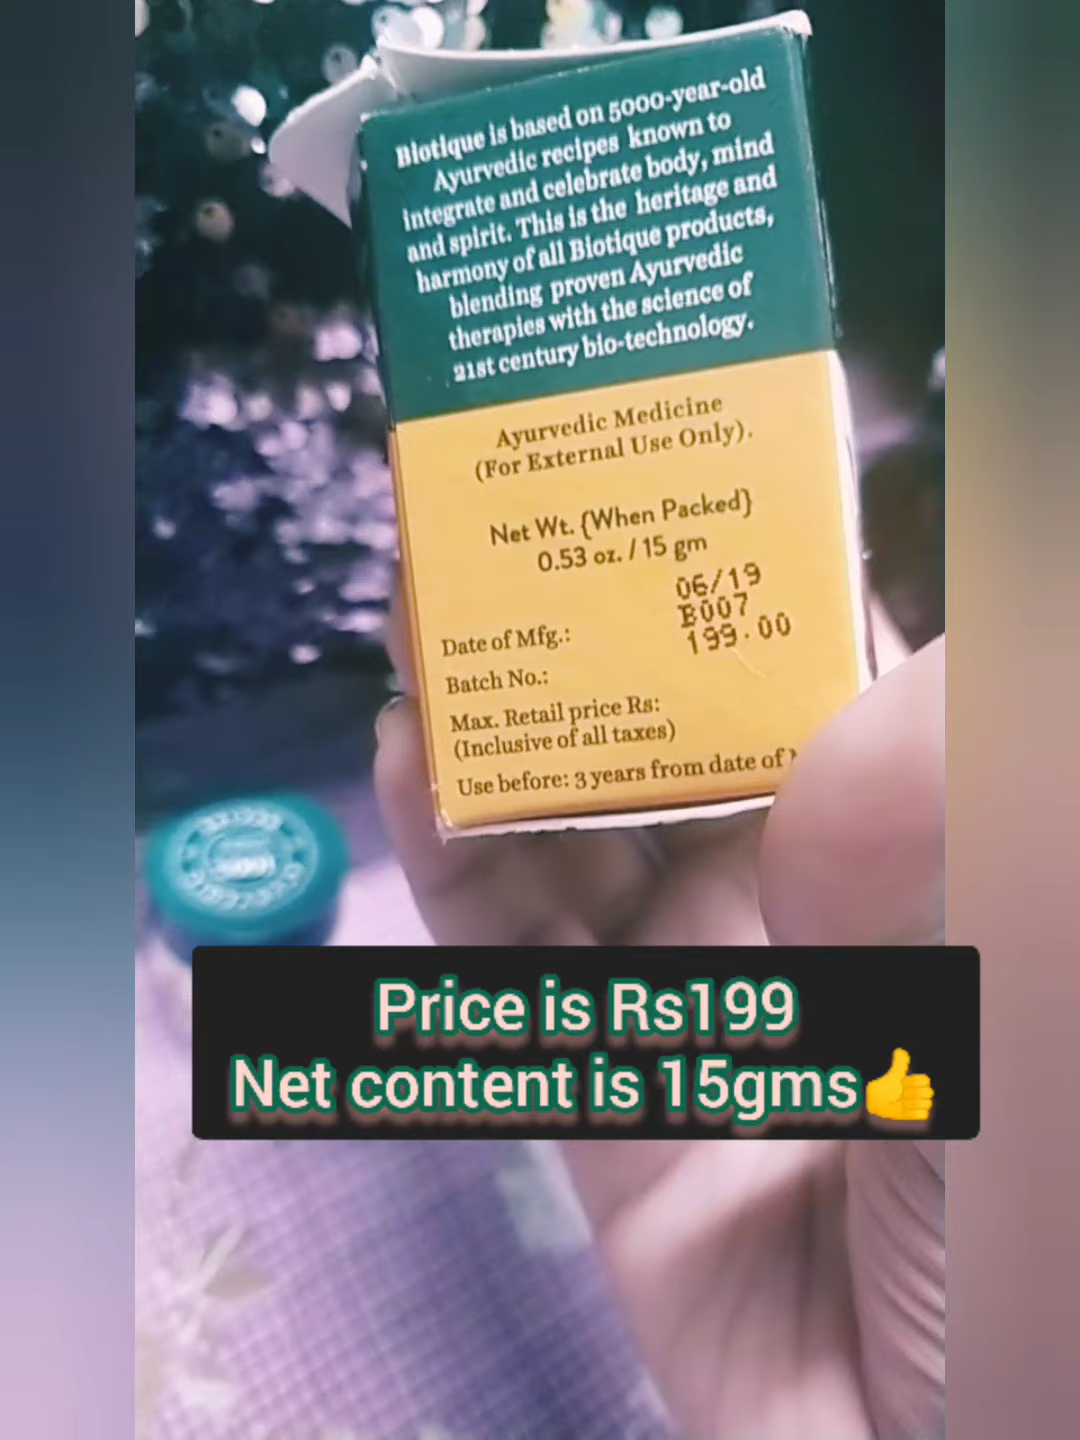 Biotique is based on 5000-year-old
Ayurvedic recipes known to
integrate and celebrate body, mind
and spirit. This is the heritage and
harmony of all Biotique products,
blending proven Ayurvedic
therapies with the science of
21st century bio-technology.
Ayurvedic Medicine
(For External Use Only).
Net Wt. {When Packed}
0.53 oz. / 15 gm
06/19
B007
199.00
Date of Mfg.:
Batch No.:
Max. Retail price Rs:
(Inclusive of all taxes)
Use before: 3 years from date of
Price is Rs199
Net content is 15gms👍